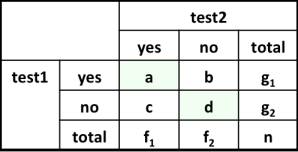 test2
yes no total
test1 yes a b g₁
no c d g₂
total f₁ f₂ n